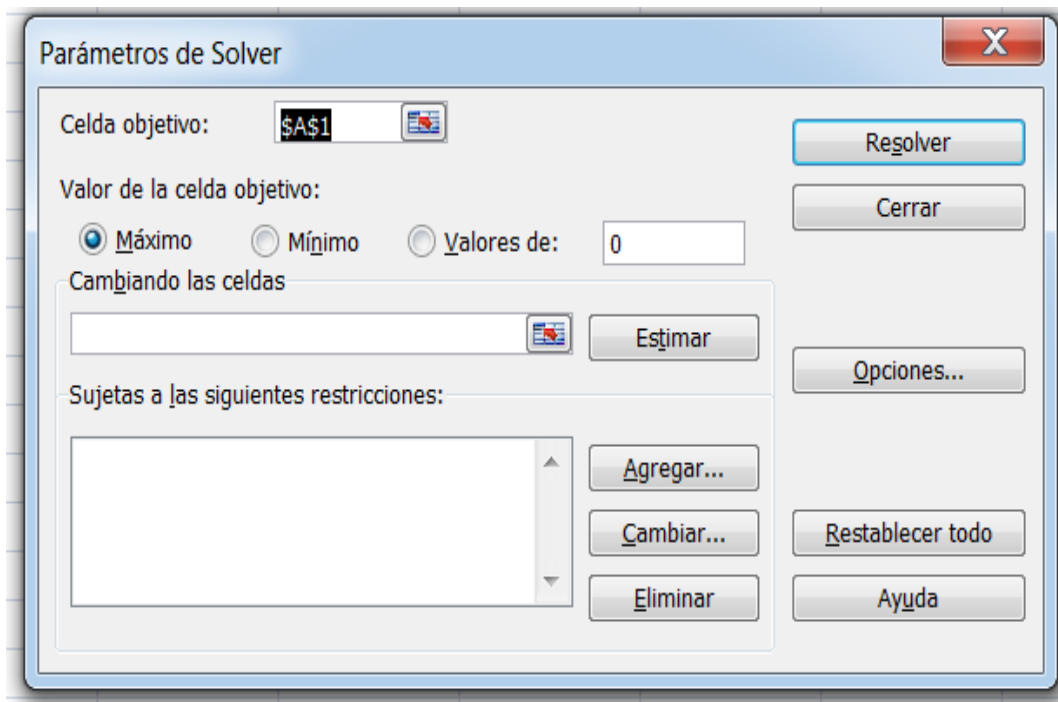 Parámetros de Solver
X
Celda objetivo: $A$1
Resolver
Valor de la celda objetivo:
Cerrar
Máximo Mínimo Valores de: 0
Cambiando las celdas
Estimar
Opciones...
Sujetas a las siguientes restricciones:
Agregar...
Cambiar...
Restablecer todo
Eliminar
Ayuda